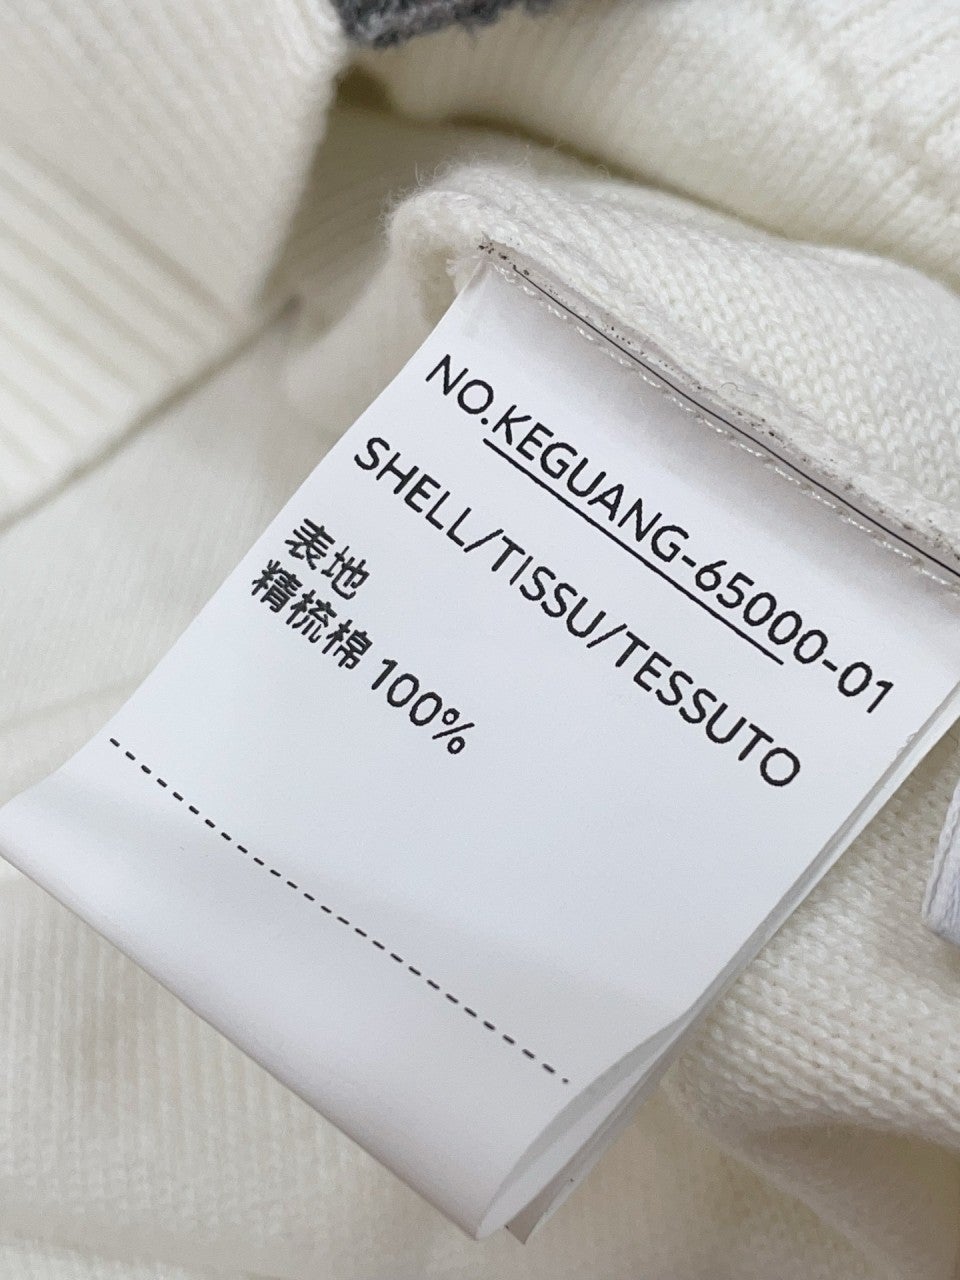 NO.KEGUANG-65000-01
SHELL/TISSU/TESSUTO
表地
精梳棉 100%